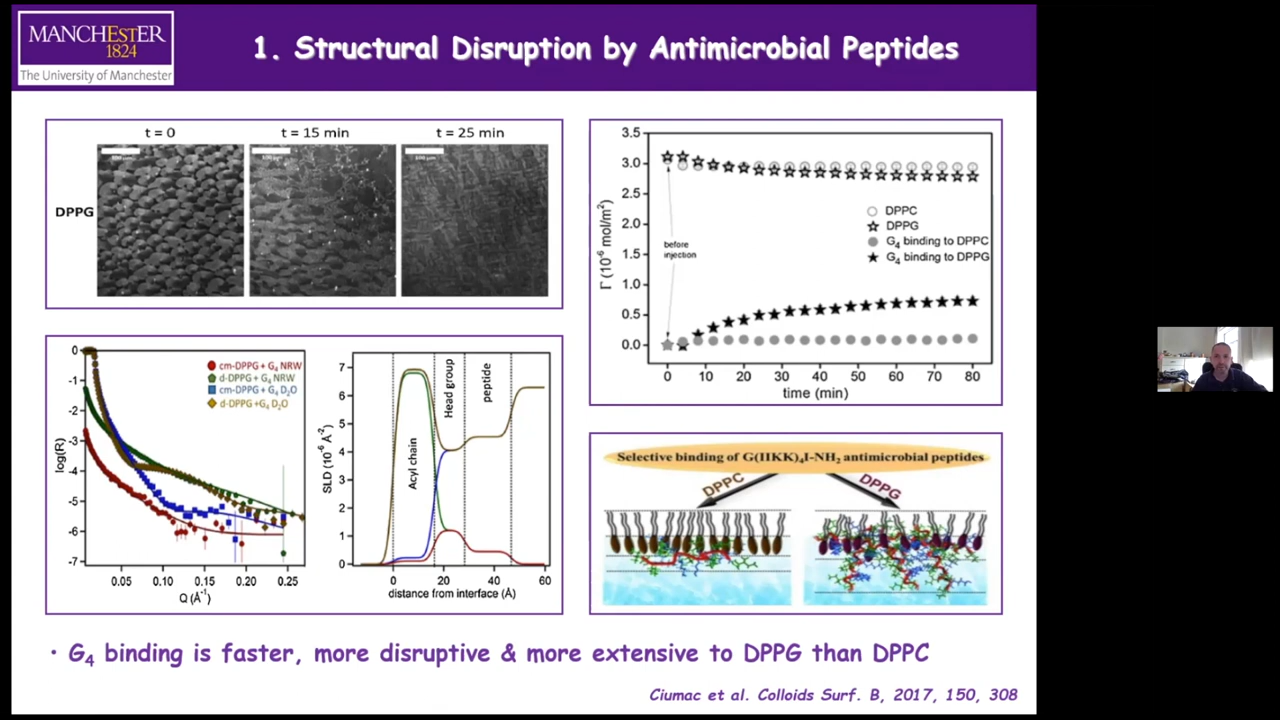 MANCHESTER
1824
The University of Manchester
1. Structural Disruption by Antimicrobial Peptides
t = 0
t = 15 min
t = 25 min
DPPG
3.5
3.0
2.5
2.0
1.5
1.0
0.5
0.0
Γ (10⁻⁶ mol/m²)
before
injection
DPPC
DPPG
G₄ binding to DPPC
G₄ binding to DPPG
0 10 20 30 40 50 60 70 80
time (min)
0
-1
-2
-3
-4
-5
-6
-7
log(R)
cm-DPPG + G₄ NRW
d-DPPG + G₄ NRW
cm-DPPG + G₄ D₂O
d-DPPG +G₄ D₂O
0.05 0.10 0.15 0.20 0.25
Q (Å⁻¹)
7
6
5
4
3
2
1
0
SLD (10⁻⁶ Å⁻²)
Acyl chain
Head group
peptide
0 20 40 60
distance from interface (Å)
Selective binding of G(IIKK)₄I-NH₂ antimicrobial peptides
DPPC
DPPG
• G₄ binding is faster, more disruptive & more extensive to DPPG than DPPC
Ciumac et al. Colloids Surf. B, 2017, 150, 308